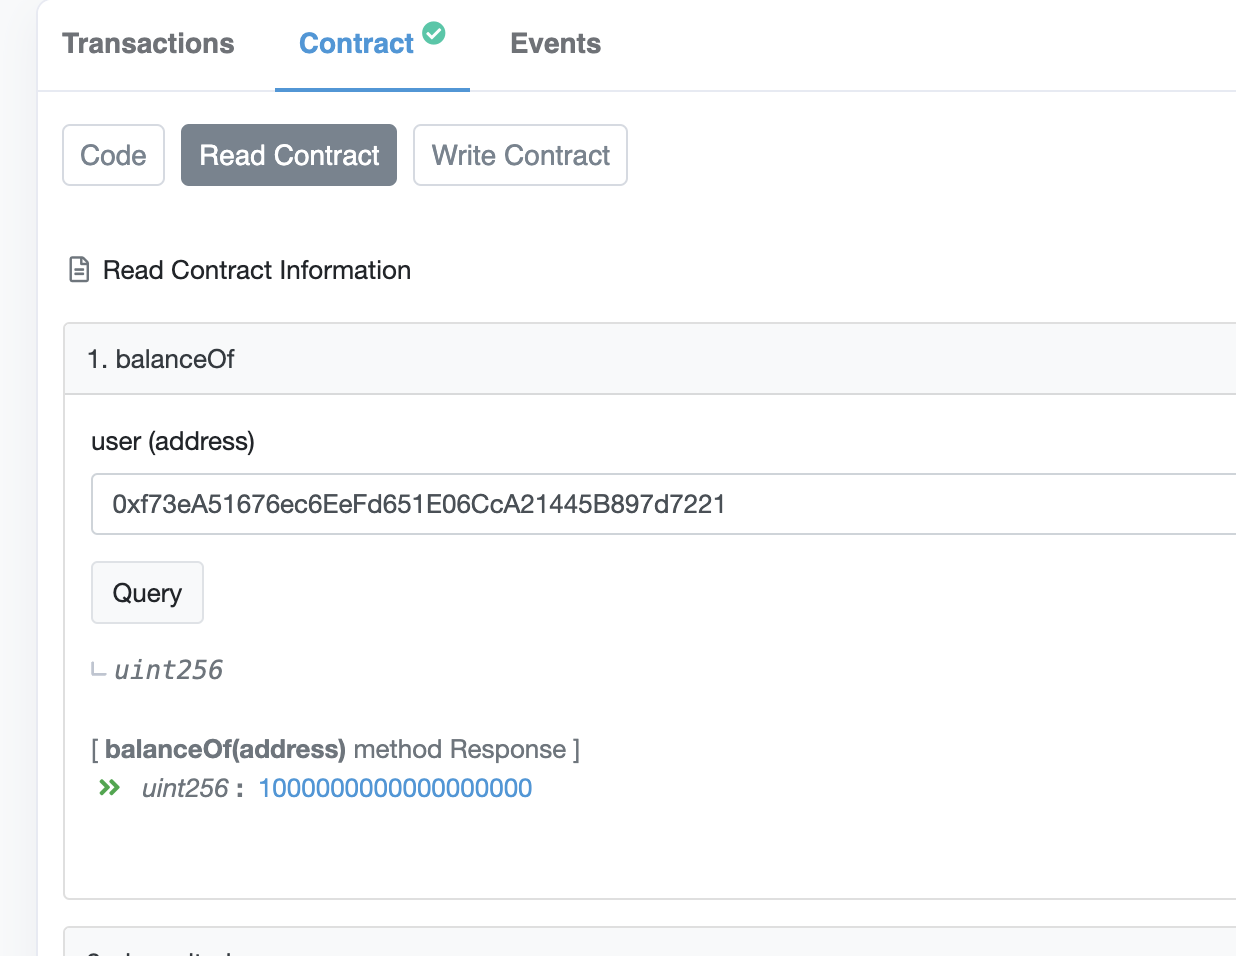 Transactions
Contract
Events
Code
Read Contract
Write Contract
Read Contract Information
1. balanceOf
user (address)
0xf73eA51676ec6EeFd651E06CcA21445B897d7221
Query
uint256
[ balanceOf(address) method Response ]
uint256 : 1000000000000000000